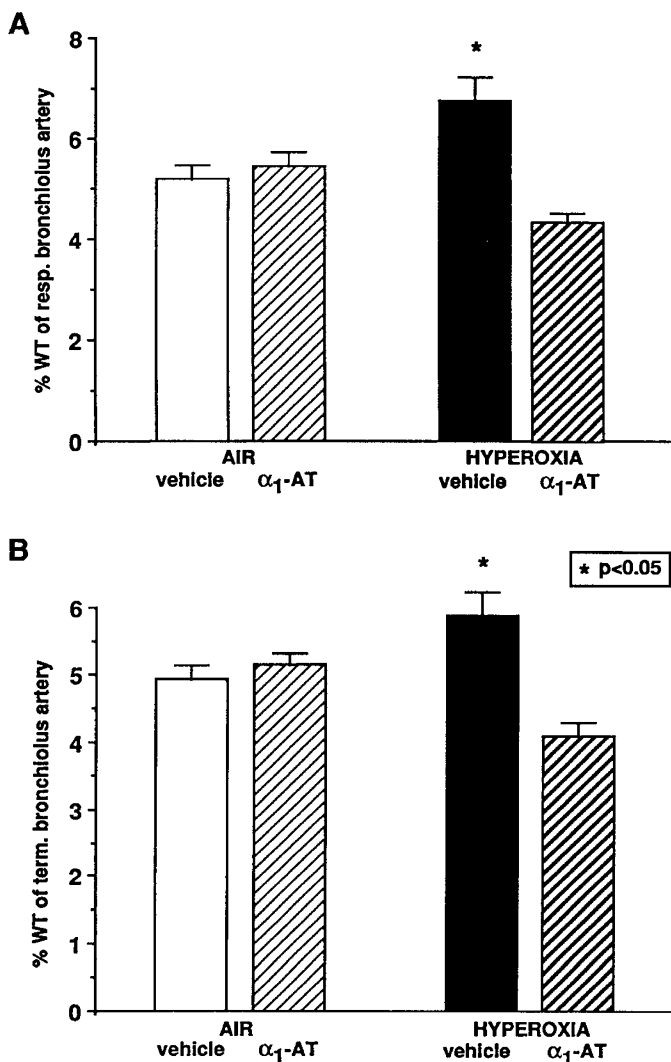 A
% WT of resp. bronchiolus artery
8
6
4
2
0
*
AIR
HYPEROXIA
vehicle α₁-AT
vehicle α₁-AT
B
* p<0.05
% WT of term. bronchiolus artery
6
5
4
3
2
1
0
*
AIR
HYPEROXIA
vehicle α₁-AT
vehicle α₁-AT